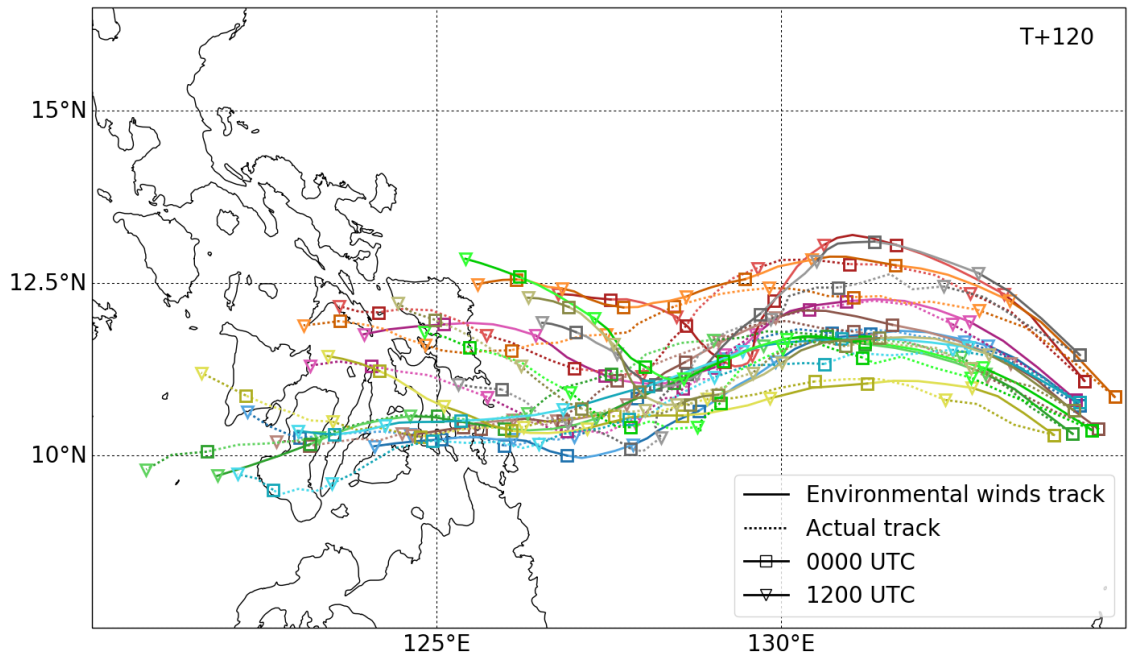 T+120
15°N
12.5°N
10°N
Environmental winds track
Actual track
0000 UTC
1200 UTC
125°E
130°E